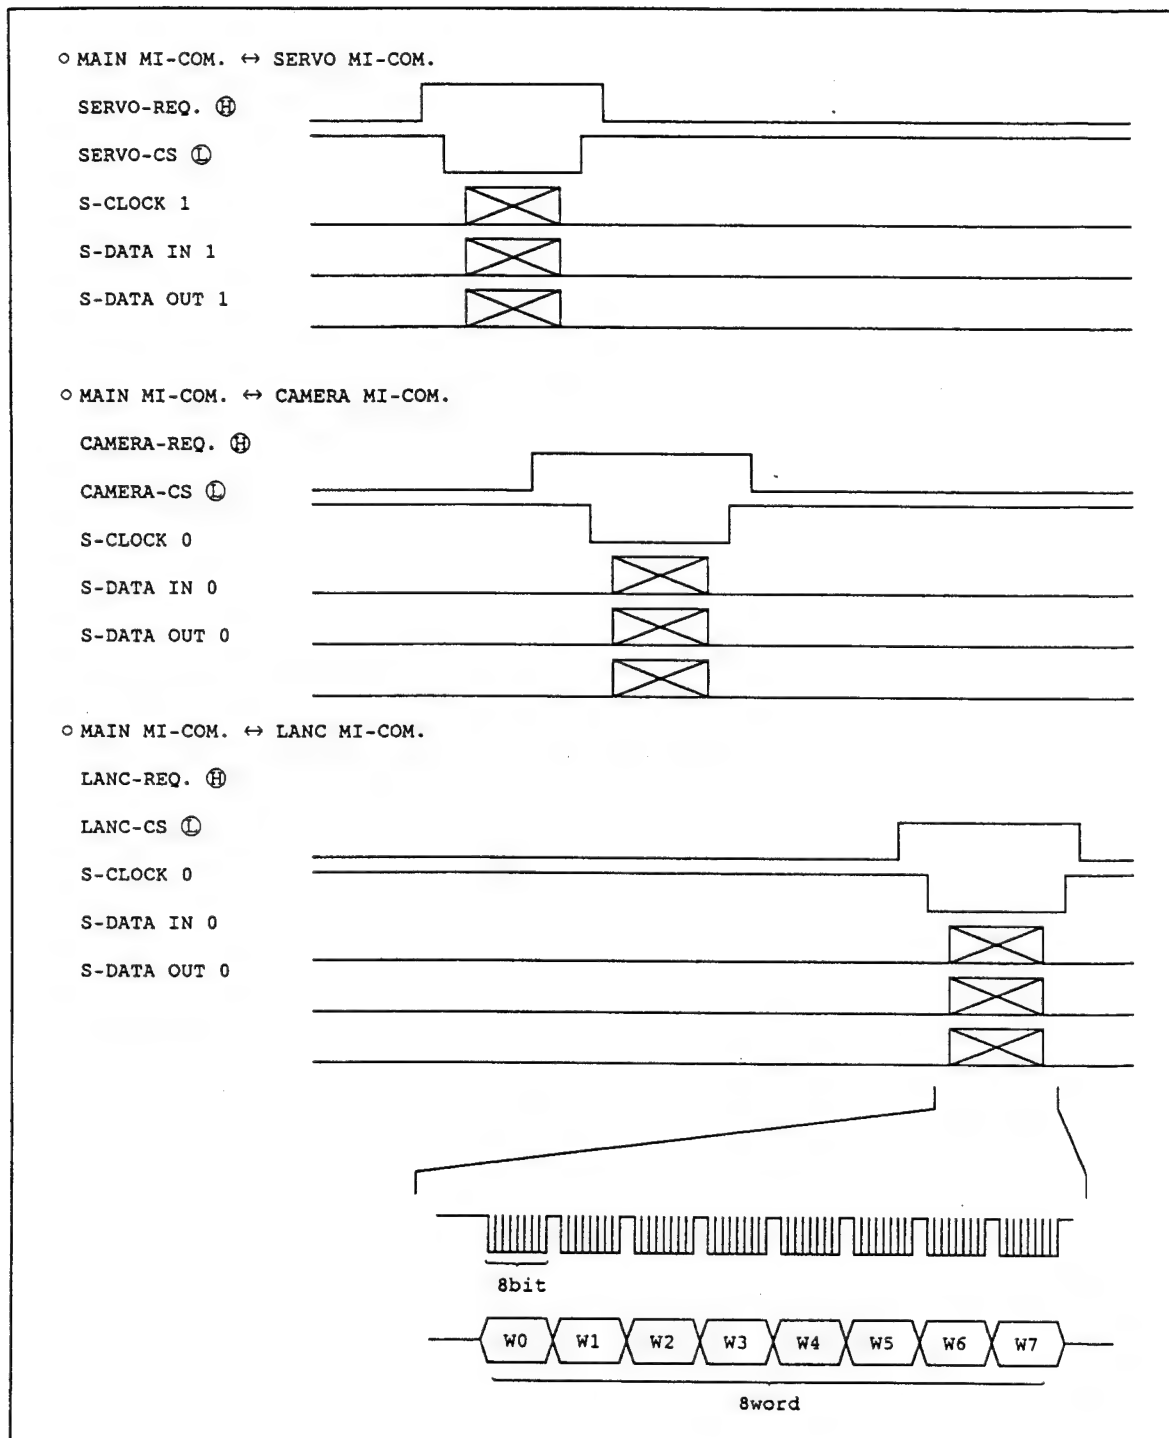 ○ MAIN MI-COM. ↔ SERVO MI-COM.
SERVO-REQ. Ⓗ
SERVO-CS Ⓛ
S-CLOCK 1
S-DATA IN 1
S-DATA OUT 1
○ MAIN MI-COM. ↔ CAMERA MI-COM.
CAMERA-REQ. Ⓗ
CAMERA-CS Ⓛ
S-CLOCK 0
S-DATA IN 0
S-DATA OUT 0
○ MAIN MI-COM. ↔ LANC MI-COM.
LANC-REQ. Ⓗ
LANC-CS Ⓛ
S-CLOCK 0
S-DATA IN 0
S-DATA OUT 0
8bit
W0 W1 W2 W3 W4 W5 W6 W7
8word